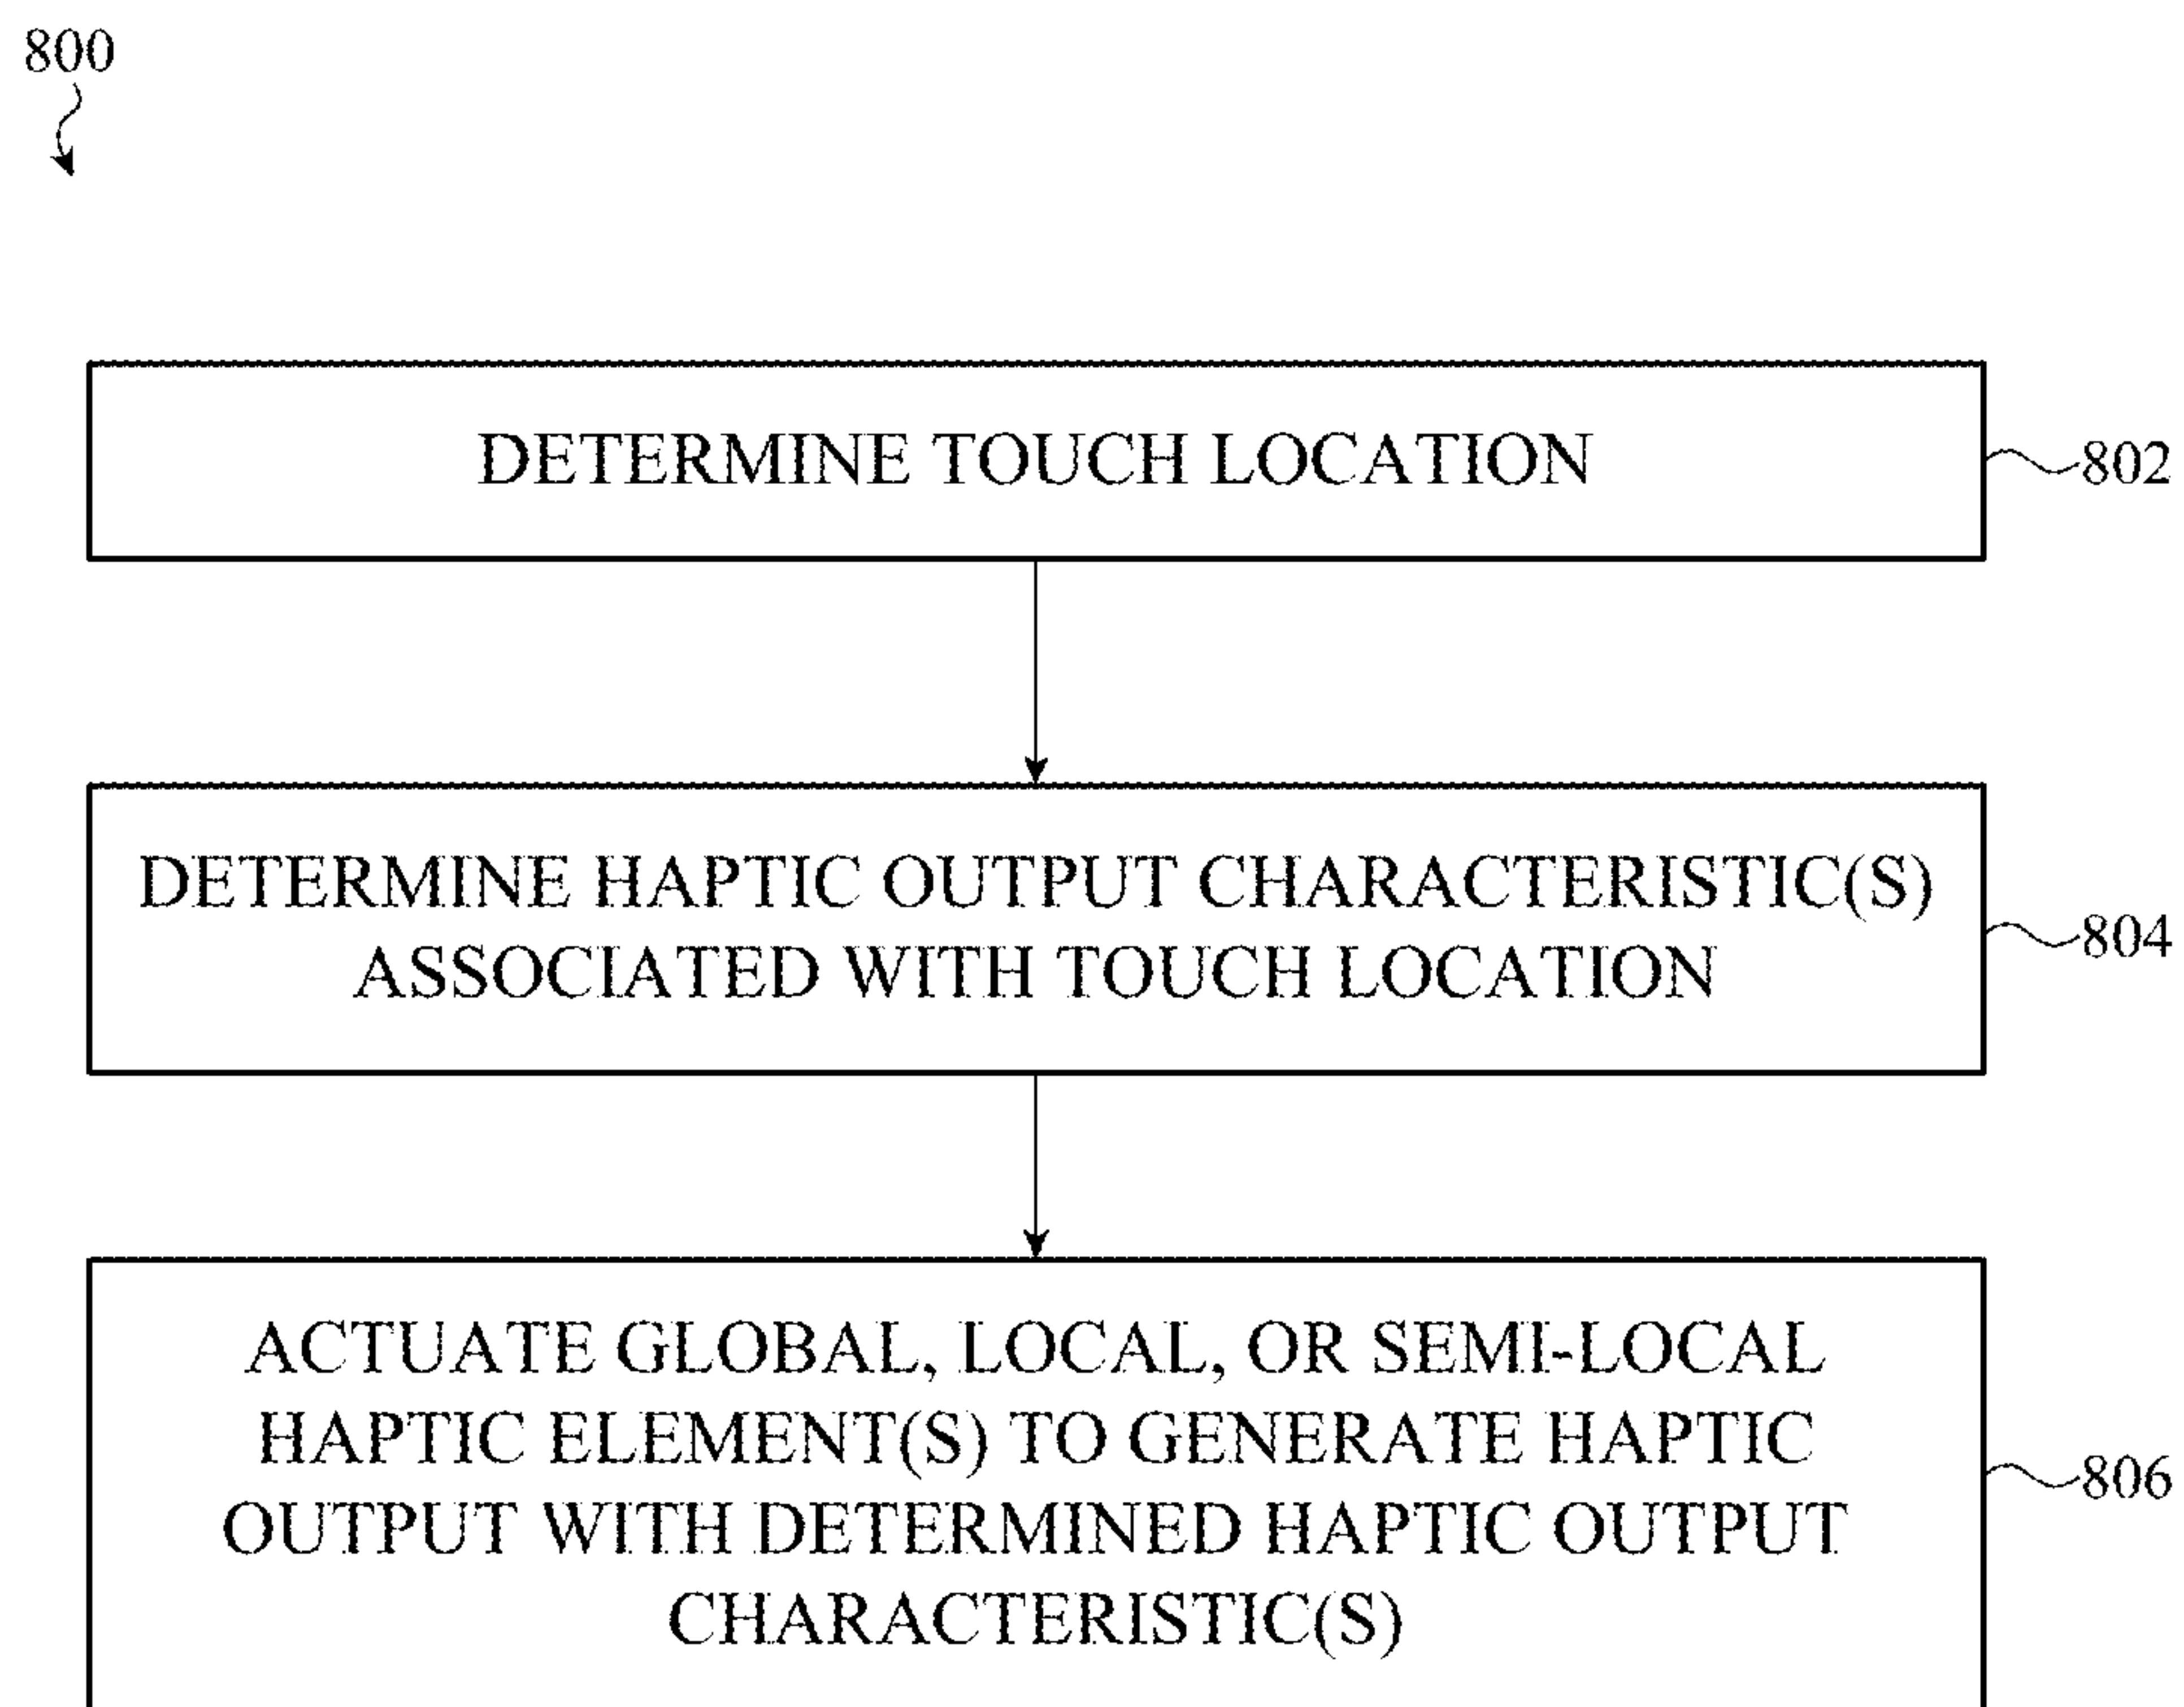 800
DETERMINE TOUCH LOCATION
802
DETERMINE HAPTIC OUTPUT CHARACTERISTIC(S)
ASSOCIATED WITH TOUCH LOCATION
804
ACTUATE GLOBAL, LOCAL, OR SEMI-LOCAL
HAPTIC ELEMENT(S) TO GENERATE HAPTIC
OUTPUT WITH DETERMINED HAPTIC OUTPUT
CHARACTERISTIC(S)
806